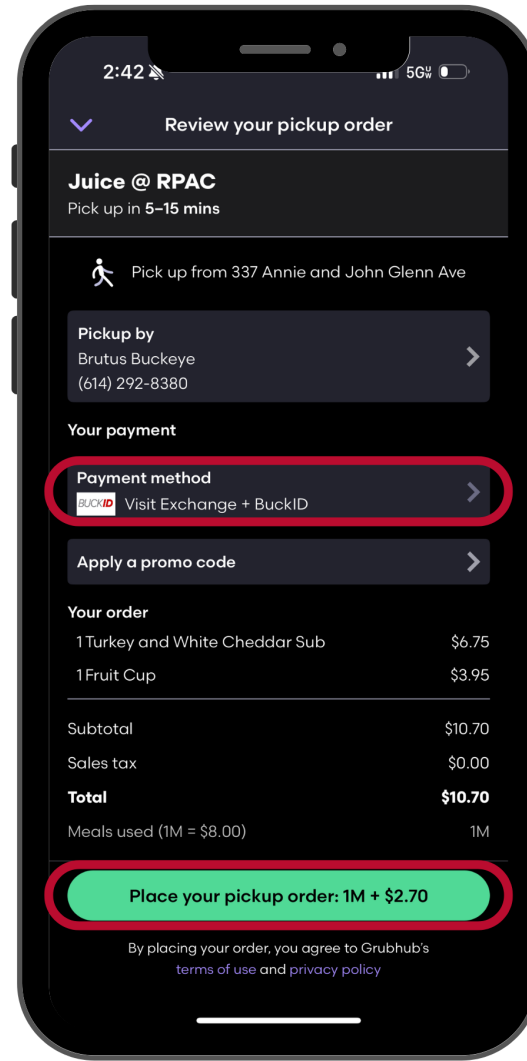 2:42 5GW
Review your pickup order
Juice @ RPAC
Pick up in 5–15 mins
Pick up from 337 Annie and John Glenn Ave
Pickup by
Brutus Buckeye
(614) 292-8380
Your payment
Payment method
BUCKID Visit Exchange + BuckID
Apply a promo code
Your order
1 Turkey and White Cheddar Sub $6.75
1 Fruit Cup $3.95
Subtotal $10.70
Sales tax $0.00
Total $10.70
Meals used (1M = $8.00) 1M
Place your pickup order: 1M + $2.70
By placing your order, you agree to Grubhub's
terms of use and privacy policy